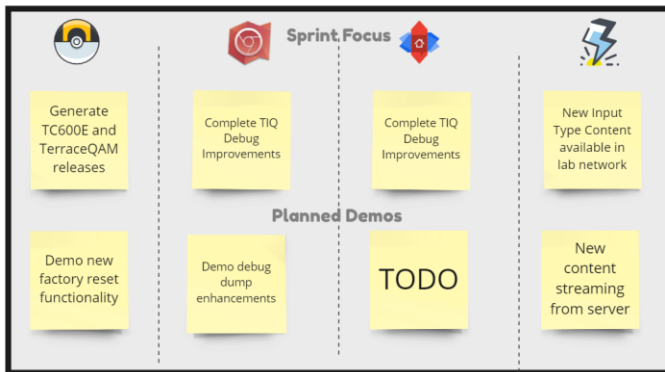 Sprint Focus
Generate
TC600E and
TerraceQAM
releases
Complete TIQ
Debug
Improvements
Complete TIQ
Debug
Improvements
New Input
Type Content
available in
lab network
Planned Demos
Demo new
factory reset
functionality
Demo debug
dump
enhancements
TODO
New
content
streaming
from server